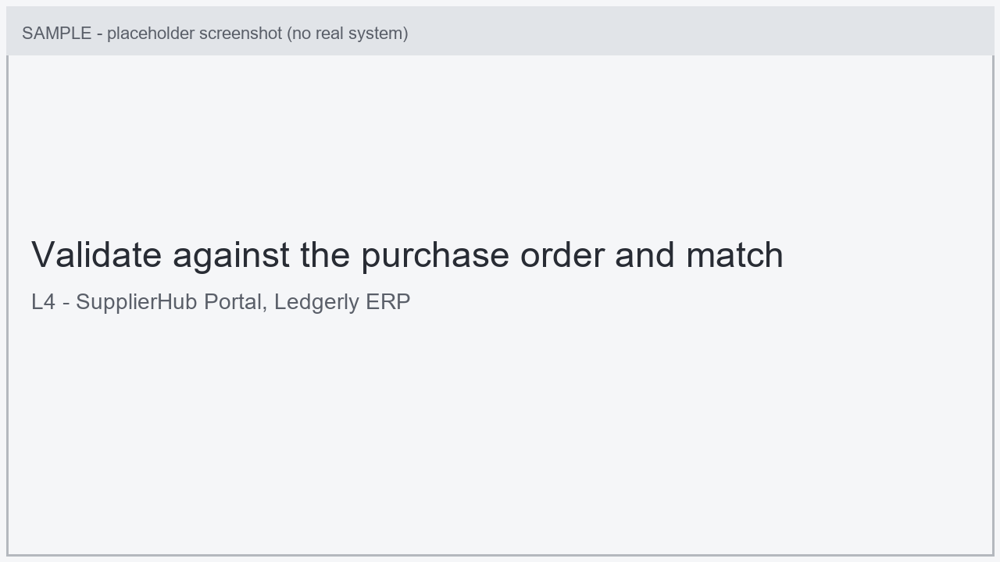 SAMPLE - placeholder screenshot (no real system)
Validate against the purchase order and match
L4 - SupplierHub Portal, Ledgerly ERP